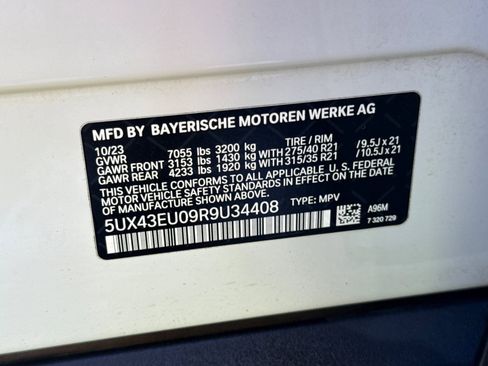 MFD BY BAYERISCHE MOTOREN WERKE AG
10/23 TIRE / RIM
GVWR 7055 lbs 3200 kg
GAWR FRONT 3153 lbs 1430 kg WITH 275/40 R21 / 9.5J x 21
GAWR REAR 4233 lbs 1920 kg WITH 315/35 R21 / 10.5J x 21
THIS VEHICLE CONFORMS TO ALL APPLICABLE U.S. FEDERAL
MOTOR VEHICLE SAFETY STANDARDS IN EFFECT ON THE DATE OF
MANUFACTURE SHOWN ABOVE.
5UX43EU09R9U34408 TYPE: MPV
A96M
7 320 729